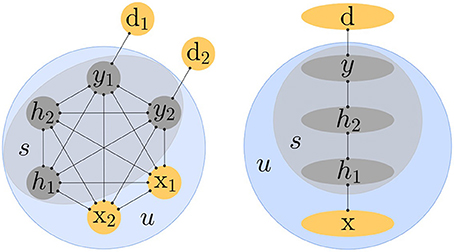 d₁
d₂
y₁
h₂
y₂
s
h₁
x₁
x₂
u
d
y
h₂
s
u
h₁
x